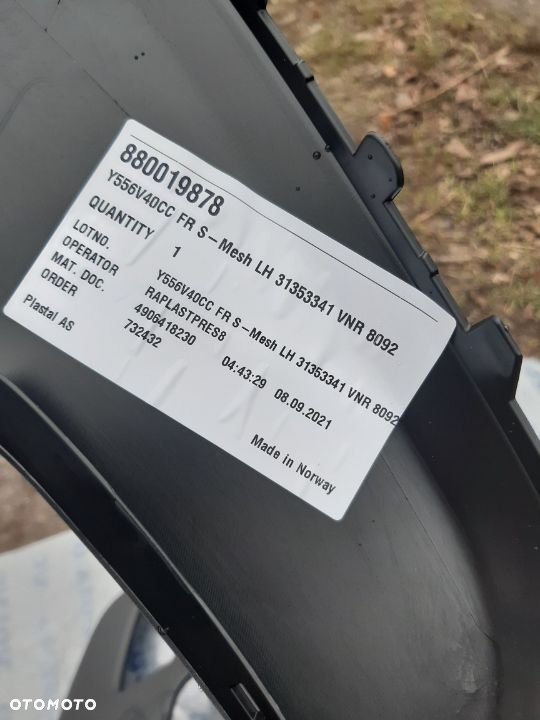 880019878
Y556V40CC FR S-Mesh LH 31353341 VNR 8092
QUANTITY 1
LOTNO. Y556V40CC FR S-Mesh LH 31353341 VNR 8092
OPERATOR RAPLASTPRES8
MAT. DOC. 4906418230 04:43:29 08.09.2021
ORDER 732432
Plastal AS Made in Norway
OTOMOTO